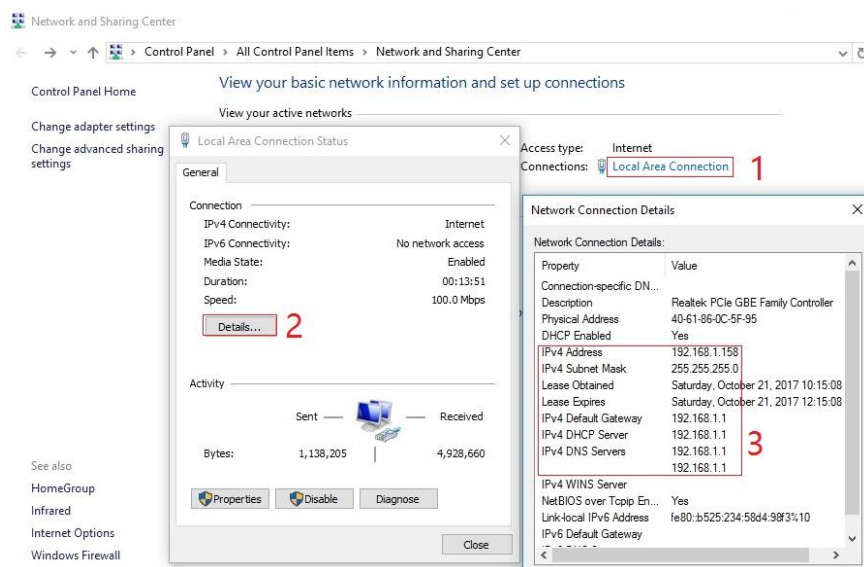 Network and Sharing Center
Control Panel > All Control Panel Items > Network and Sharing Center
Control Panel Home
Change adapter settings
Change advanced sharing
settings
See also
HomeGroup
Infrared
Internet Options
Windows Firewall
View your basic network information and set up connections
View your active networks
Access type: Internet
Connections: Local Area Connection
1
Local Area Connection Status
General
Connection
IPv4 Connectivity: Internet
IPv6 Connectivity: No network access
Media State: Enabled
Duration: 00:13:51
Speed: 100.0 Mbps
Details...
2
Activity
Sent — — Received
Bytes: 1,138,205 | 4,928,660
Properties Disable Diagnose
Close
Network Connection Details
Network Connection Details:
Property Value
Connection-specific DN...
Description Realtek PCIe GBE Family Controller
Physical Address 40-61-86-0C-5F-95
DHCP Enabled Yes
IPv4 Address 192.168.1.158
IPv4 Subnet Mask 255.255.255.0
Lease Obtained Saturday, October 21, 2017 10:15:08
Lease Expires Saturday, October 21, 2017 12:15:08
IPv4 Default Gateway 192.168.1.1
IPv4 DHCP Server 192.168.1.1
IPv4 DNS Servers 192.168.1.1
192.168.1.1
3
IPv4 WINS Server
NetBIOS over Tcpip En... Yes
Link-local IPv6 Address fe80::b525:234:58d4:98f3%10
IPv6 Default Gateway